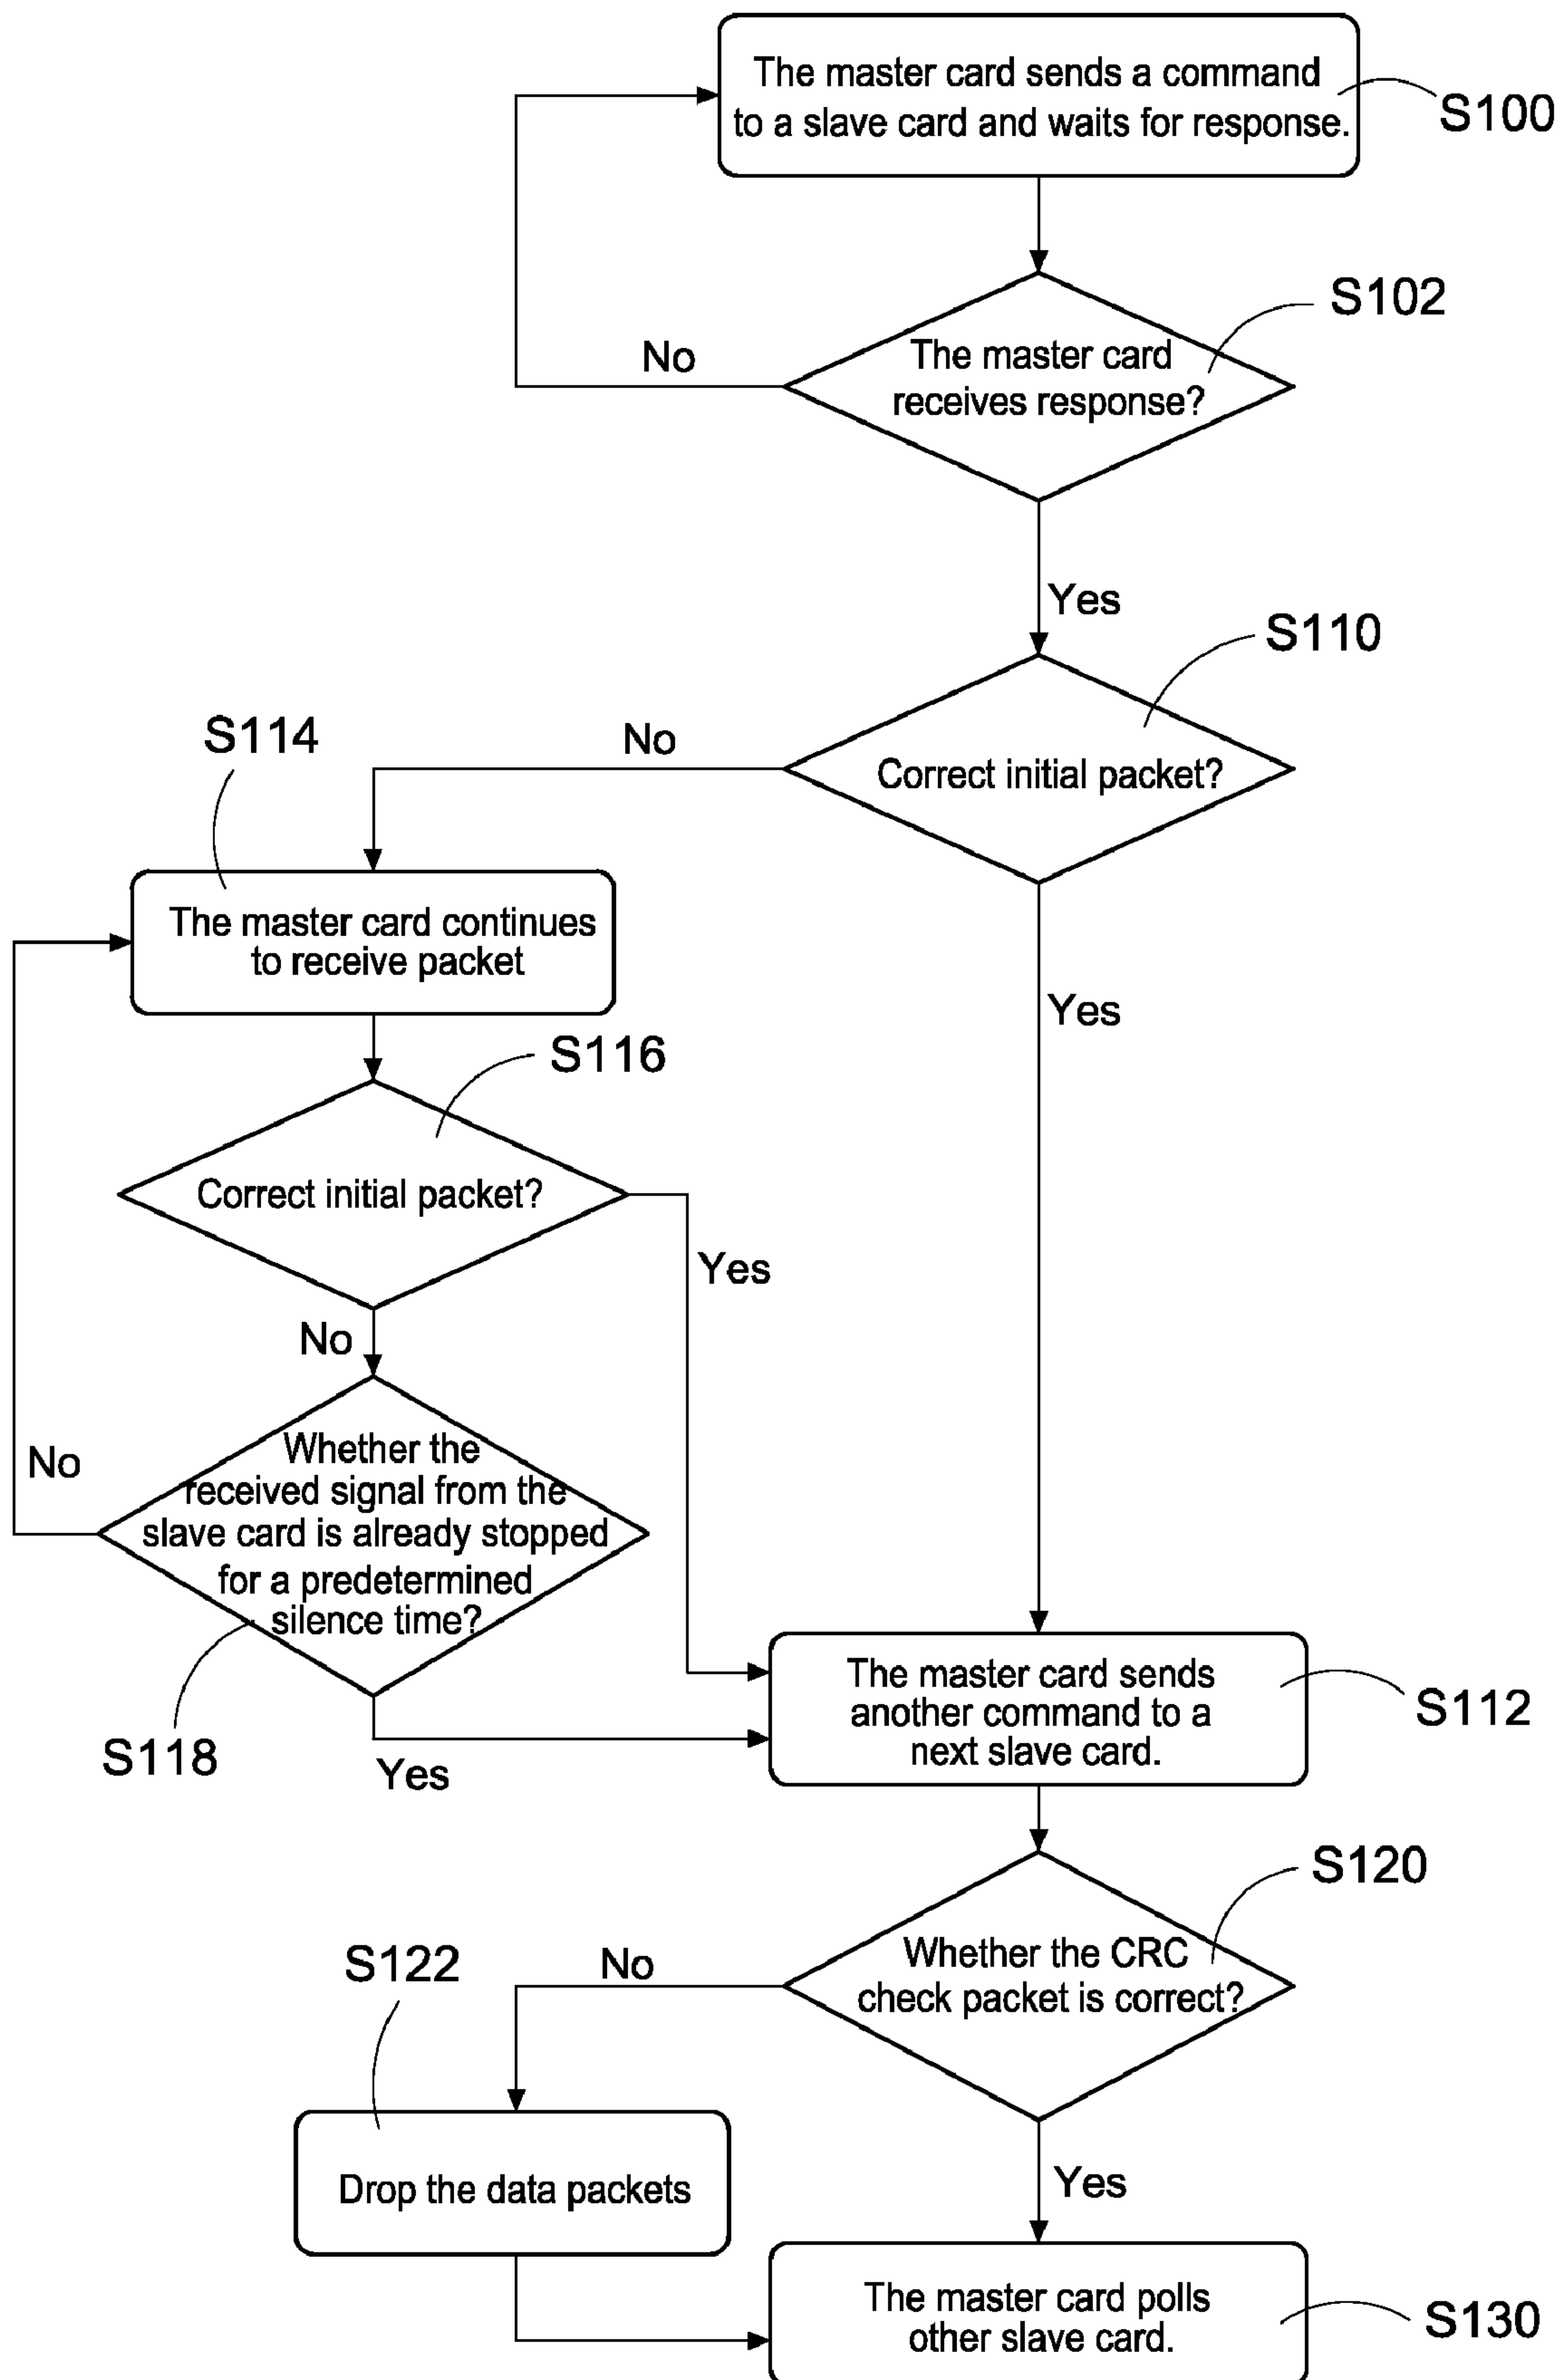 The master card sends a command
to a slave card and waits for response.
S100
S102
The master card
receives response?
No
Yes
S110
Correct initial packet?
No
S114
The master card continues
to receive packet
Yes
S116
Correct initial packet?
Yes
No
Whether the
received signal from the
slave card is already stopped
for a predetermined
silence time?
No
S118
Yes
The master card sends
another command to a
next slave card.
S112
S120
Whether the CRC
check packet is correct?
No
S122
Drop the data packets
Yes
The master card polls
other slave card.
S130